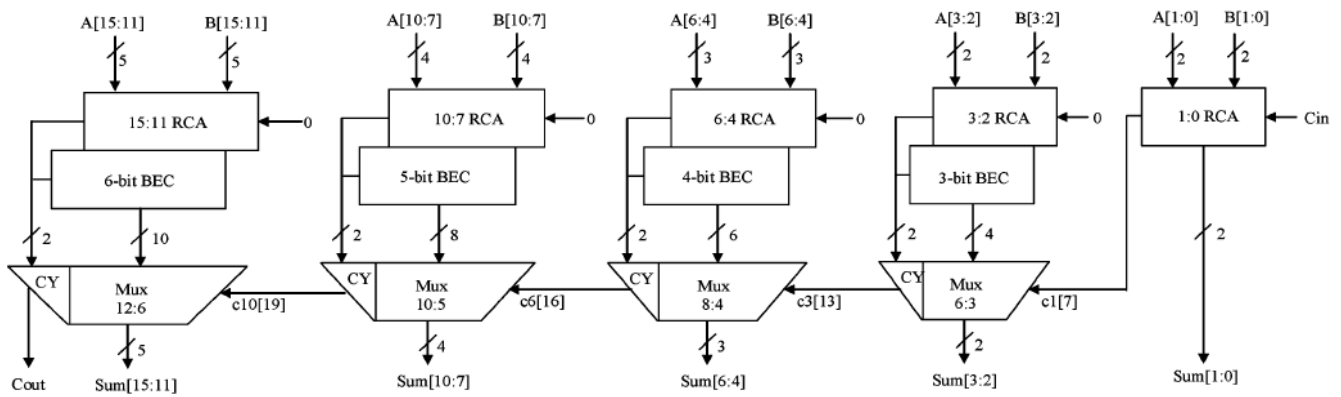 A[15:11] B[15:11] A[10:7] B[10:7] A[6:4] B[6:4] A[3:2] B[3:2] A[1:0] B[1:0]
5 5 4 4 3 3 2 2 2 2
15:11 RCA 0 10:7 RCA 0 6:4 RCA 0 3:2 RCA 0 1:0 RCA Cin
6-bit BEC 5-bit BEC 4-bit BEC 3-bit BEC
2 10 2 8 2 6 2 4 2
CY Mux CY Mux CY Mux CY Mux
12:6 c10[19] 10:5 c6[16] 8:4 c3[13] 6:3 c1[7]
5 4 3 2
Cout Sum[15:11] Sum[10:7] Sum[6:4] Sum[3:2] Sum[1:0]